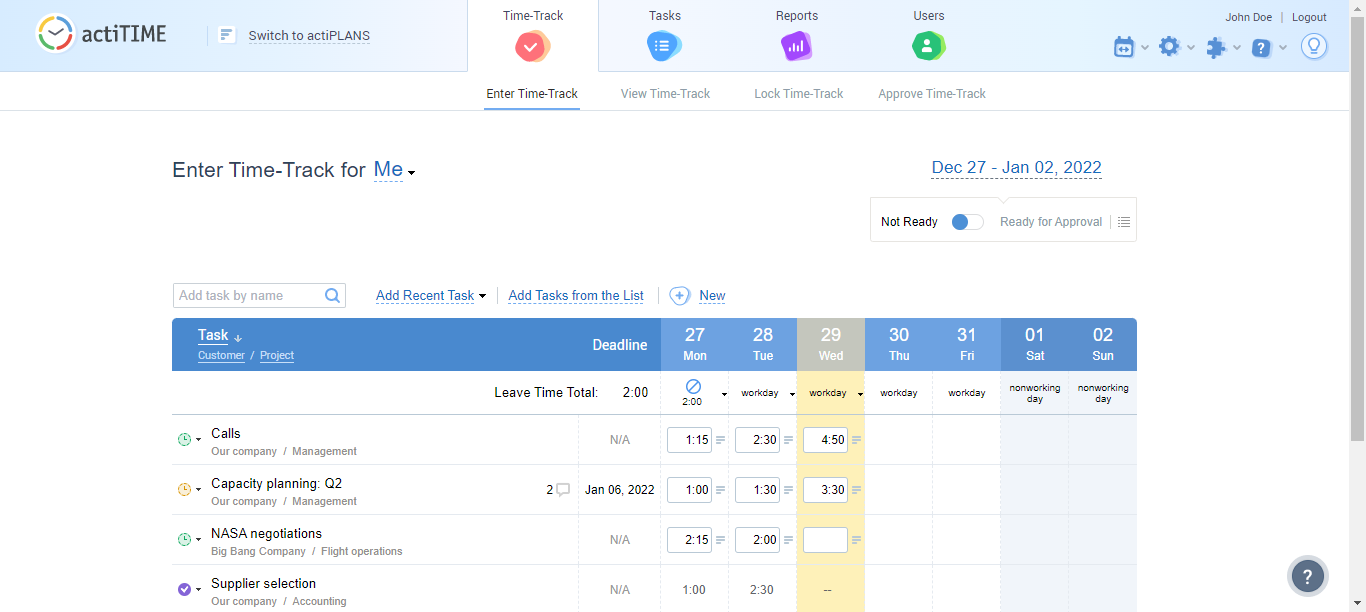 actiTIME
Switch to actiPLANS
Time-Track
Tasks
Reports
Users
John Doe | Logout
Enter Time-Track
View Time-Track
Lock Time-Track
Approve Time-Track
Enter Time-Track for Me
Dec 27 - Jan 02, 2022
Not Ready
Ready for Approval
Add task by name
Add Recent Task
Add Tasks from the List
New
Task ↓
Customer / Project
Deadline
27 28 29 30 31 01 02
Mon Tue Wed Thu Fri Sat Sun
Leave Time Total: 2:00
2:00 workday workday workday workday nonworking day nonworking day
Calls
Our company / Management
N/A 1:15 2:30 4:50
Capacity planning: Q2
Our company / Management
2 Jan 06, 2022 1:00 1:30 3:30
NASA negotiations
Big Bang Company / Flight operations
N/A 2:15 2:00
Supplier selection
Our company / Accounting
N/A 1:00 2:30 --
?